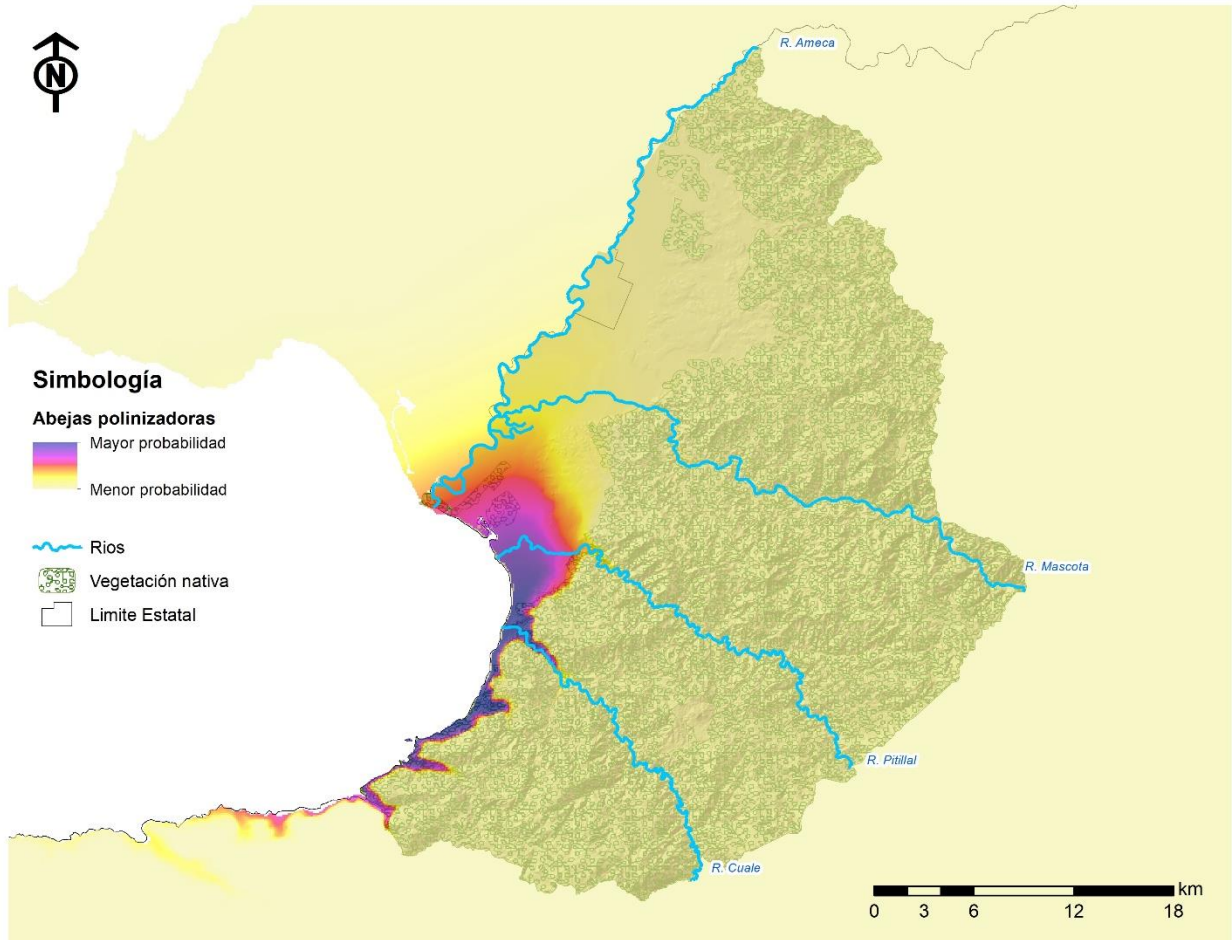 N
R. Ameca
Simbología
Abejas polinizadoras
Mayor probabilidad
Menor probabilidad
Rios
Vegetación nativa
Limite Estatal
R. Mascota
R. Pitillal
R. Cuale
km
0 3 6 12 18